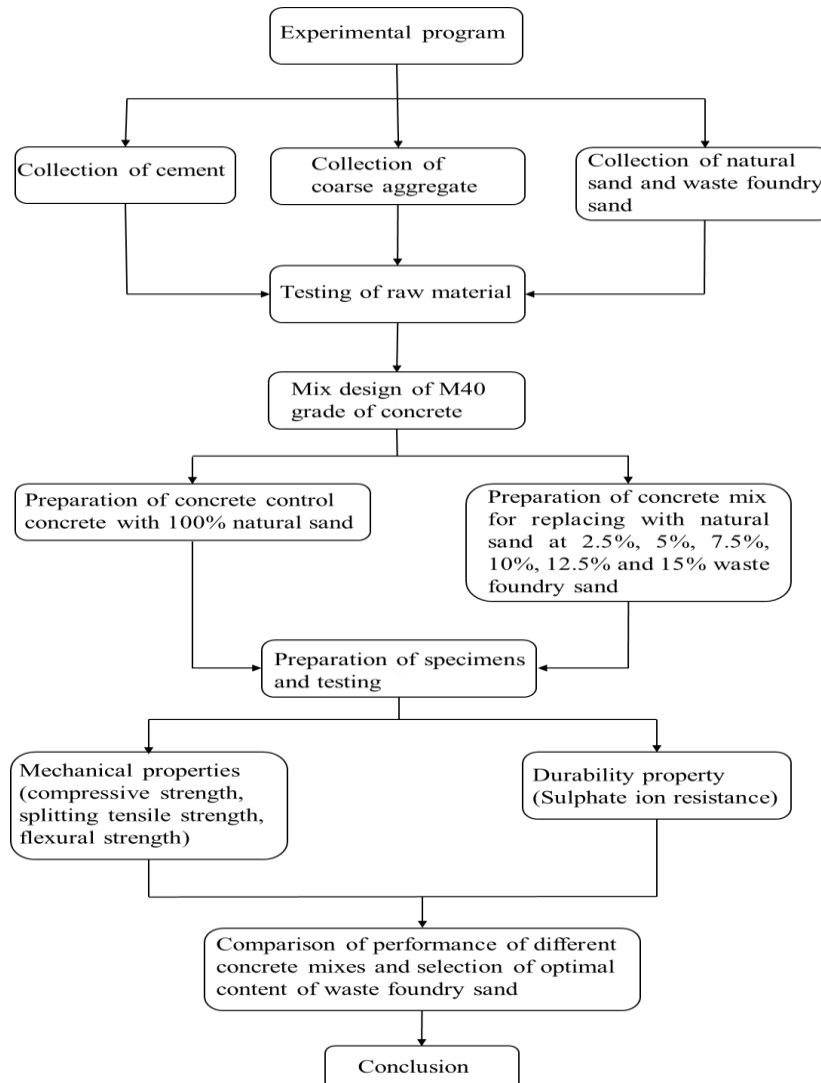 Experimental program
Collection of cement
Collection of
coarse aggregate
Collection of natural
sand and waste foundry
sand
Testing of raw material
Mix design of M40
grade of concrete
Preparation of concrete control
concrete with 100% natural sand
Preparation of concrete mix
for replacing with natural
sand at 2.5%, 5%, 7.5%,
10%, 12.5% and 15% waste
foundry sand
Preparation of specimens
and testing
Mechanical properties
(compressive strength,
splitting tensile strength,
flexural strength)
Durability property
(Sulphate ion resistance)
Comparison of performance of different
concrete mixes and selection of optimal
content of waste foundry sand
Conclusion